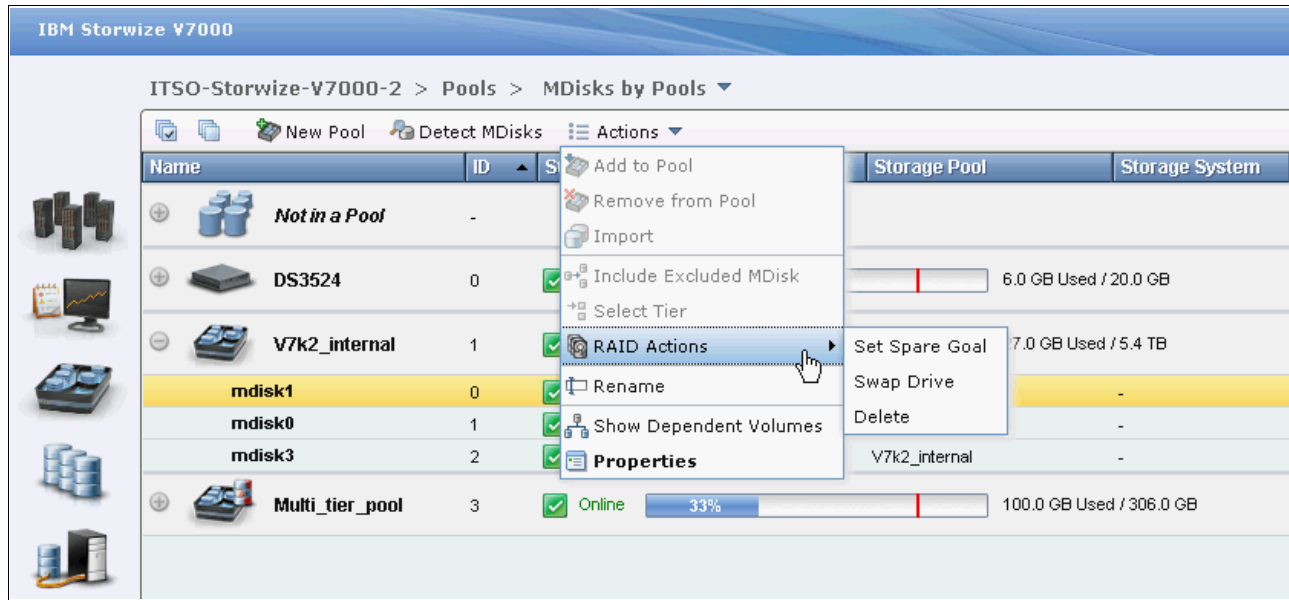 IBM Storwize V7000
ITSO-Storwize-V7000-2 > Pools > MDisks by Pools
New Pool Detect MDisks Actions
Name ID Storage Pool Storage System
Add to Pool
Remove from Pool
Not in a Pool -
Import
Include Excluded MDisk
DS3524 0 6.0 GB Used / 20.0 GB
Select Tier
V7k2_internal 1 RAID Actions Set Spare Goal 7.0 GB Used / 5.4 TB
Rename Swap Drive
mdisk1 0 -
Delete
mdisk0 1 Show Dependent Volumes -
mdisk3 2 Properties V7k2_internal -
Multi_tier_pool 3 Online 33% 100.0 GB Used / 306.0 GB